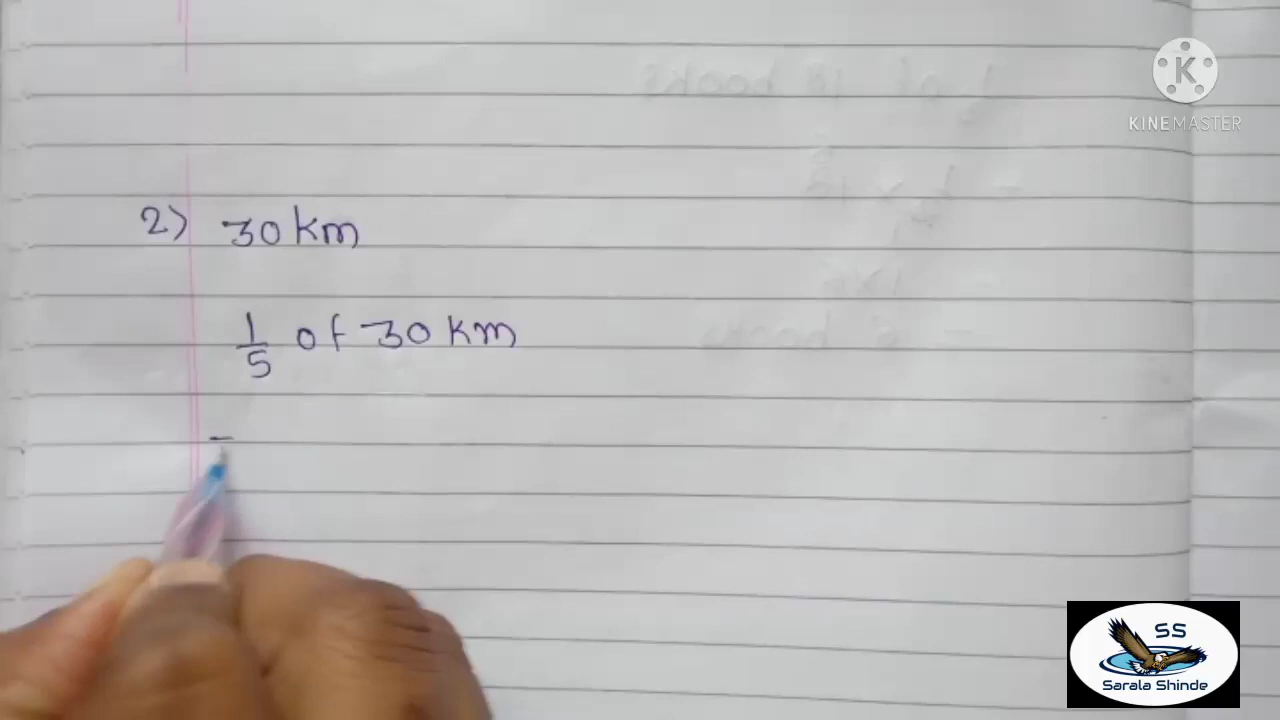 K
KINEMASTER
2) 30 km
1/5 of 30 km
SS
Sarala Shinde